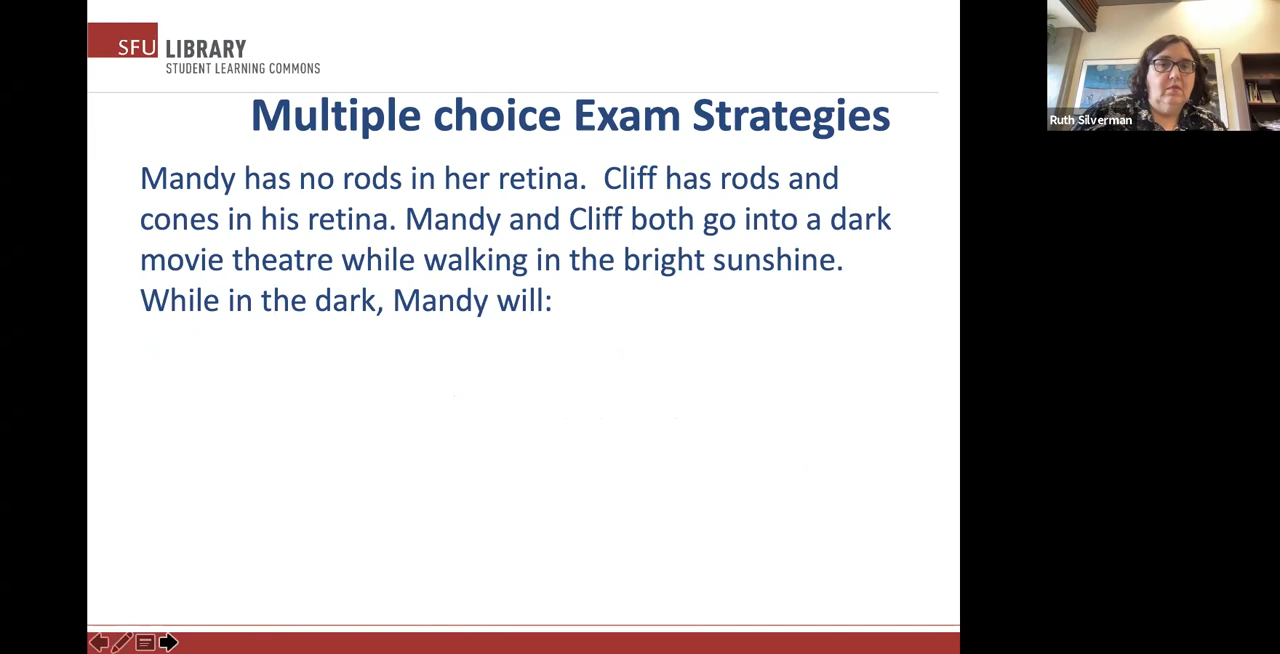 SFU LIBRARY
STUDENT LEARNING COMMONS
Multiple choice Exam Strategies
Mandy has no rods in her retina.  Cliff has rods and
cones in his retina. Mandy and Cliff both go into a dark
movie theatre while walking in the bright sunshine.
While in the dark, Mandy will:
Ruth Silverman